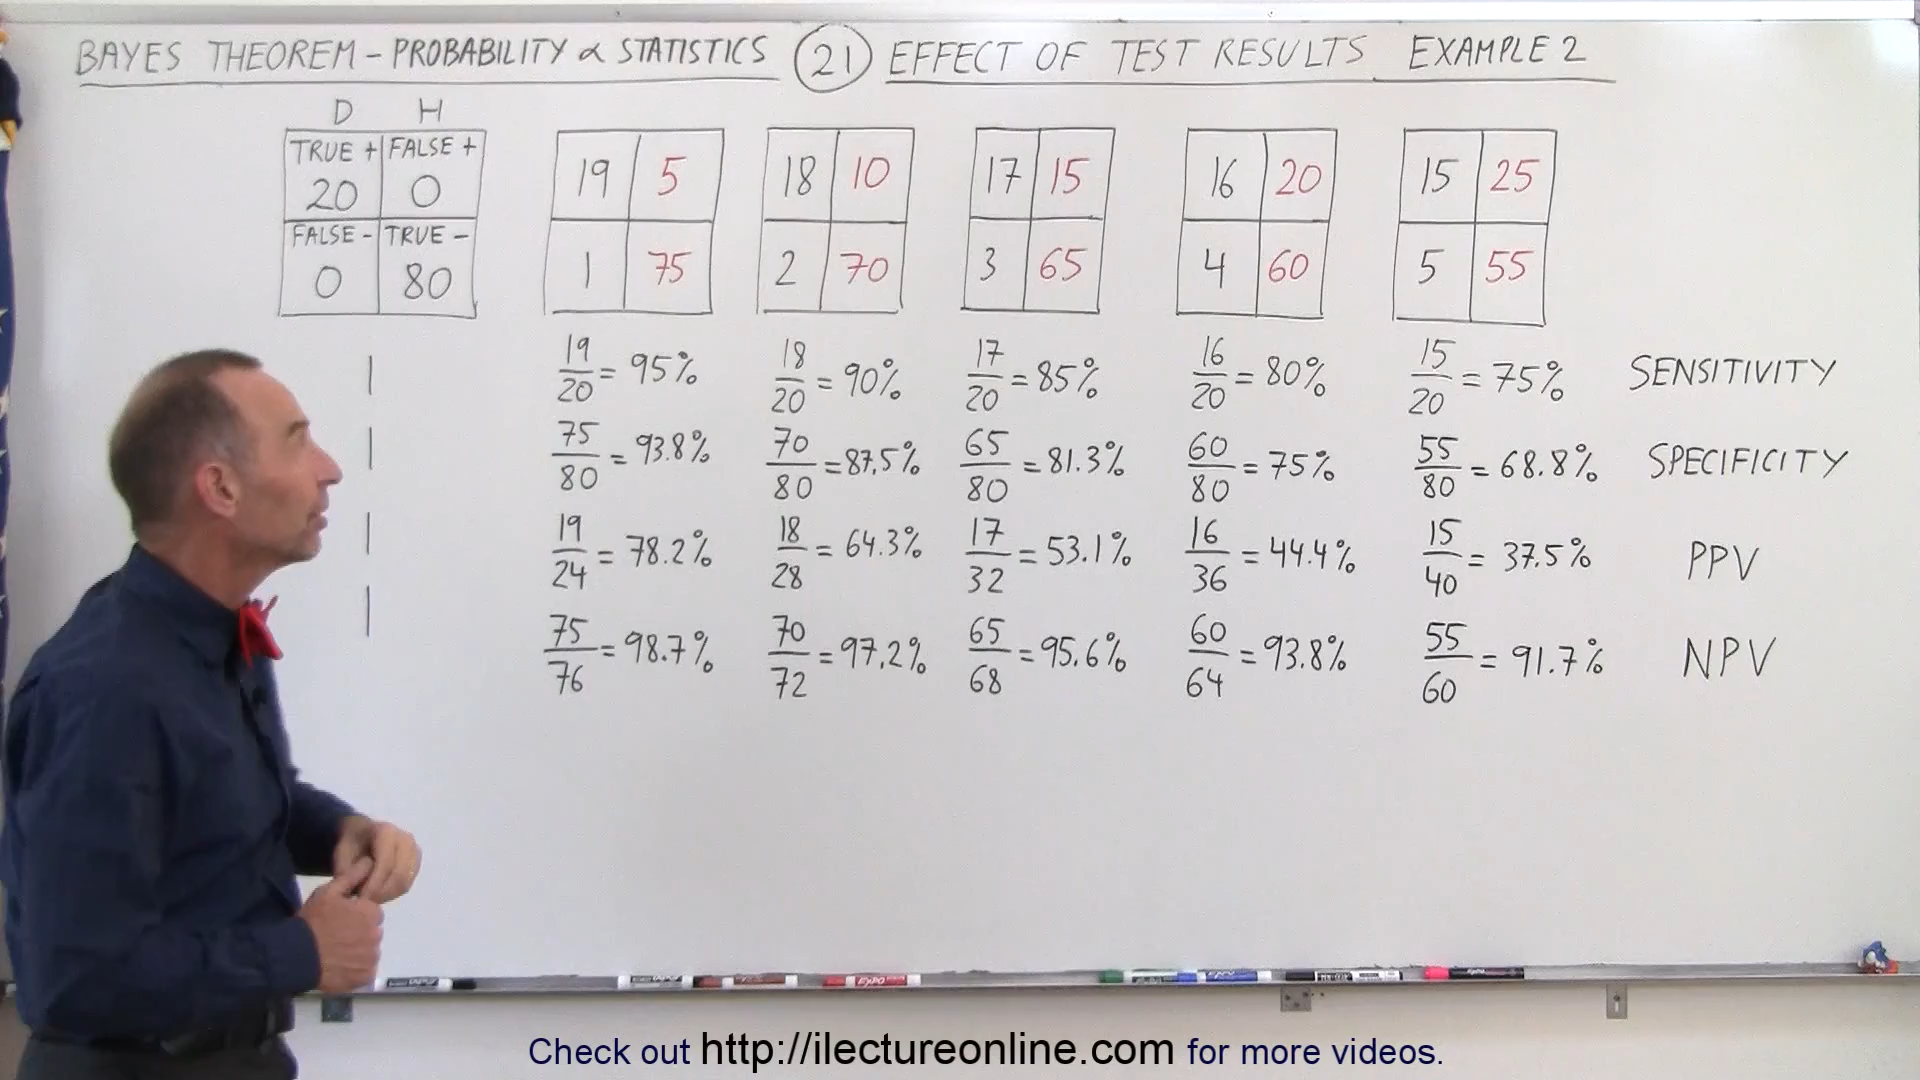 BAYES THEOREM - PROBABILITY & STATISTICS 21 EFFECT OF TEST RESULTS EXAMPLE 2
D H
TRUE + FALSE +
20 0 19 5 18 10 17 15 16 20 15 25
FALSE - TRUE -
0 80 1 75 2 70 3 65 4 60 5 55
1 19/20 = 95% 18/20 = 90% 17/20 = 85% 16/20 = 80% 15/20 = 75% SENSITIVITY
1 75/80 = 93.8% 70/80 = 87.5% 65/80 = 81.3% 60/80 = 75% 55/80 = 68.8% SPECIFICITY
1 19/24 = 78.2% 18/28 = 64.3% 17/32 = 53.1% 16/36 = 44.4% 15/40 = 37.5% PPV
1 75/76 = 98.7% 70/72 = 97.2% 65/68 = 95.6% 60/64 = 93.8% 55/60 = 91.7% NPV
EXPO
Check out http://ilectureonline.com for more videos.